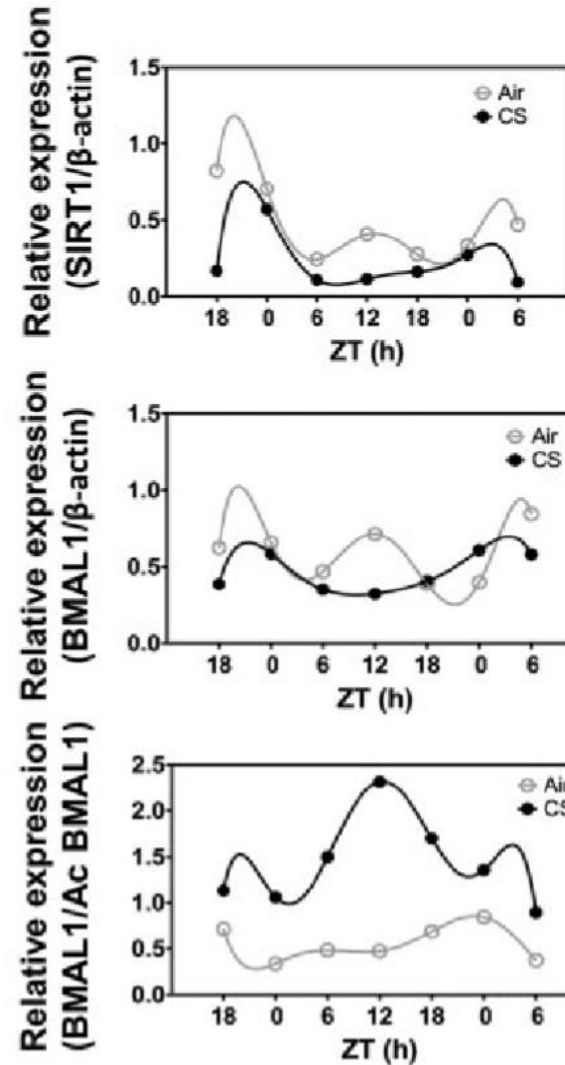 Relative expression
(SIRT1/β-actin)
1.5
1.0
0.5
0.0
Air
CS
18 0 6 12 18 0 6
ZT (h)
Relative expression
(BMAL1/β-actin)
1.5
1.0
0.5
0.0
Air
CS
18 0 6 12 18 0 6
ZT (h)
Relative expression
(BMAL1/Ac BMAL1)
2.5
2.0
1.5
1.0
0.5
0.0
Air
CS
18 0 6 12 18 0 6
ZT (h)